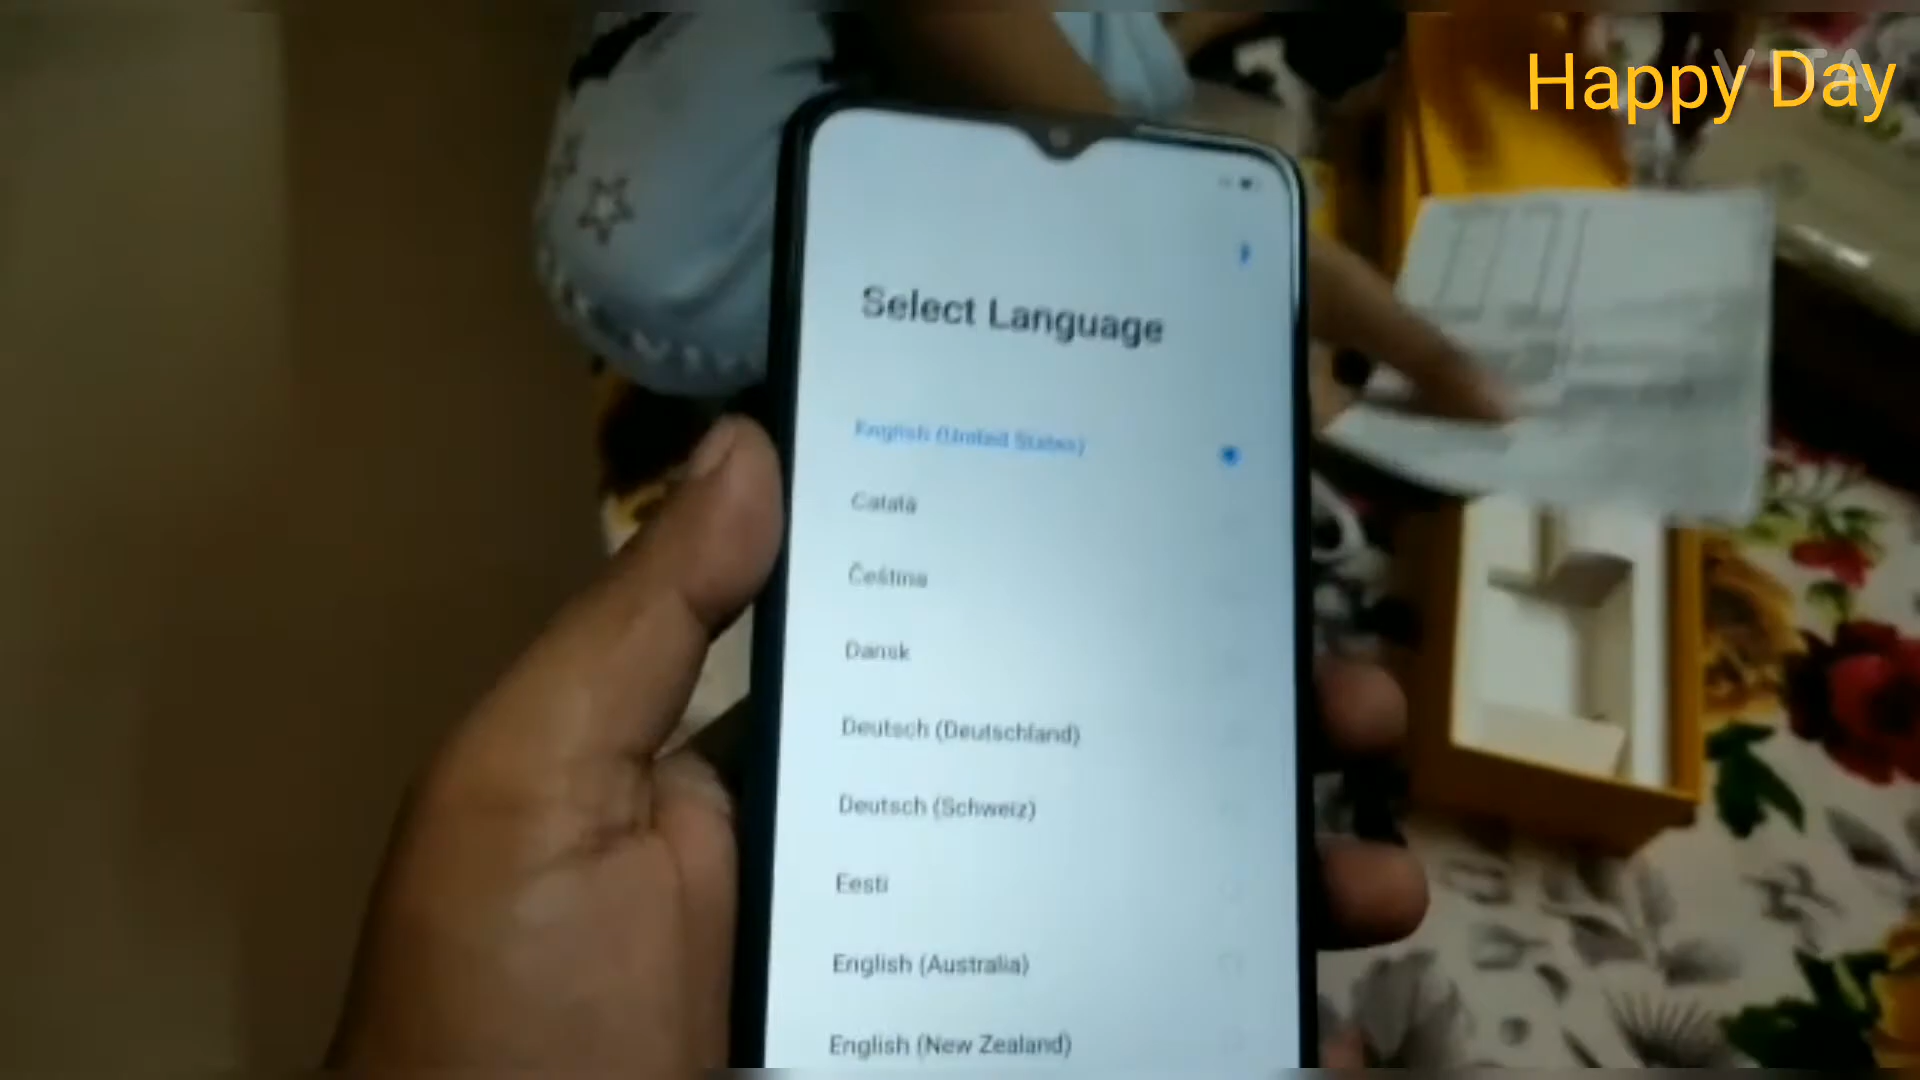 VITA
Happy Day
Select Language
English (United States)
Català
Čeština
Dansk
Deutsch (Deutschland)
Deutsch (Schweiz)
Eesti
English (Australia)
English (New Zealand)